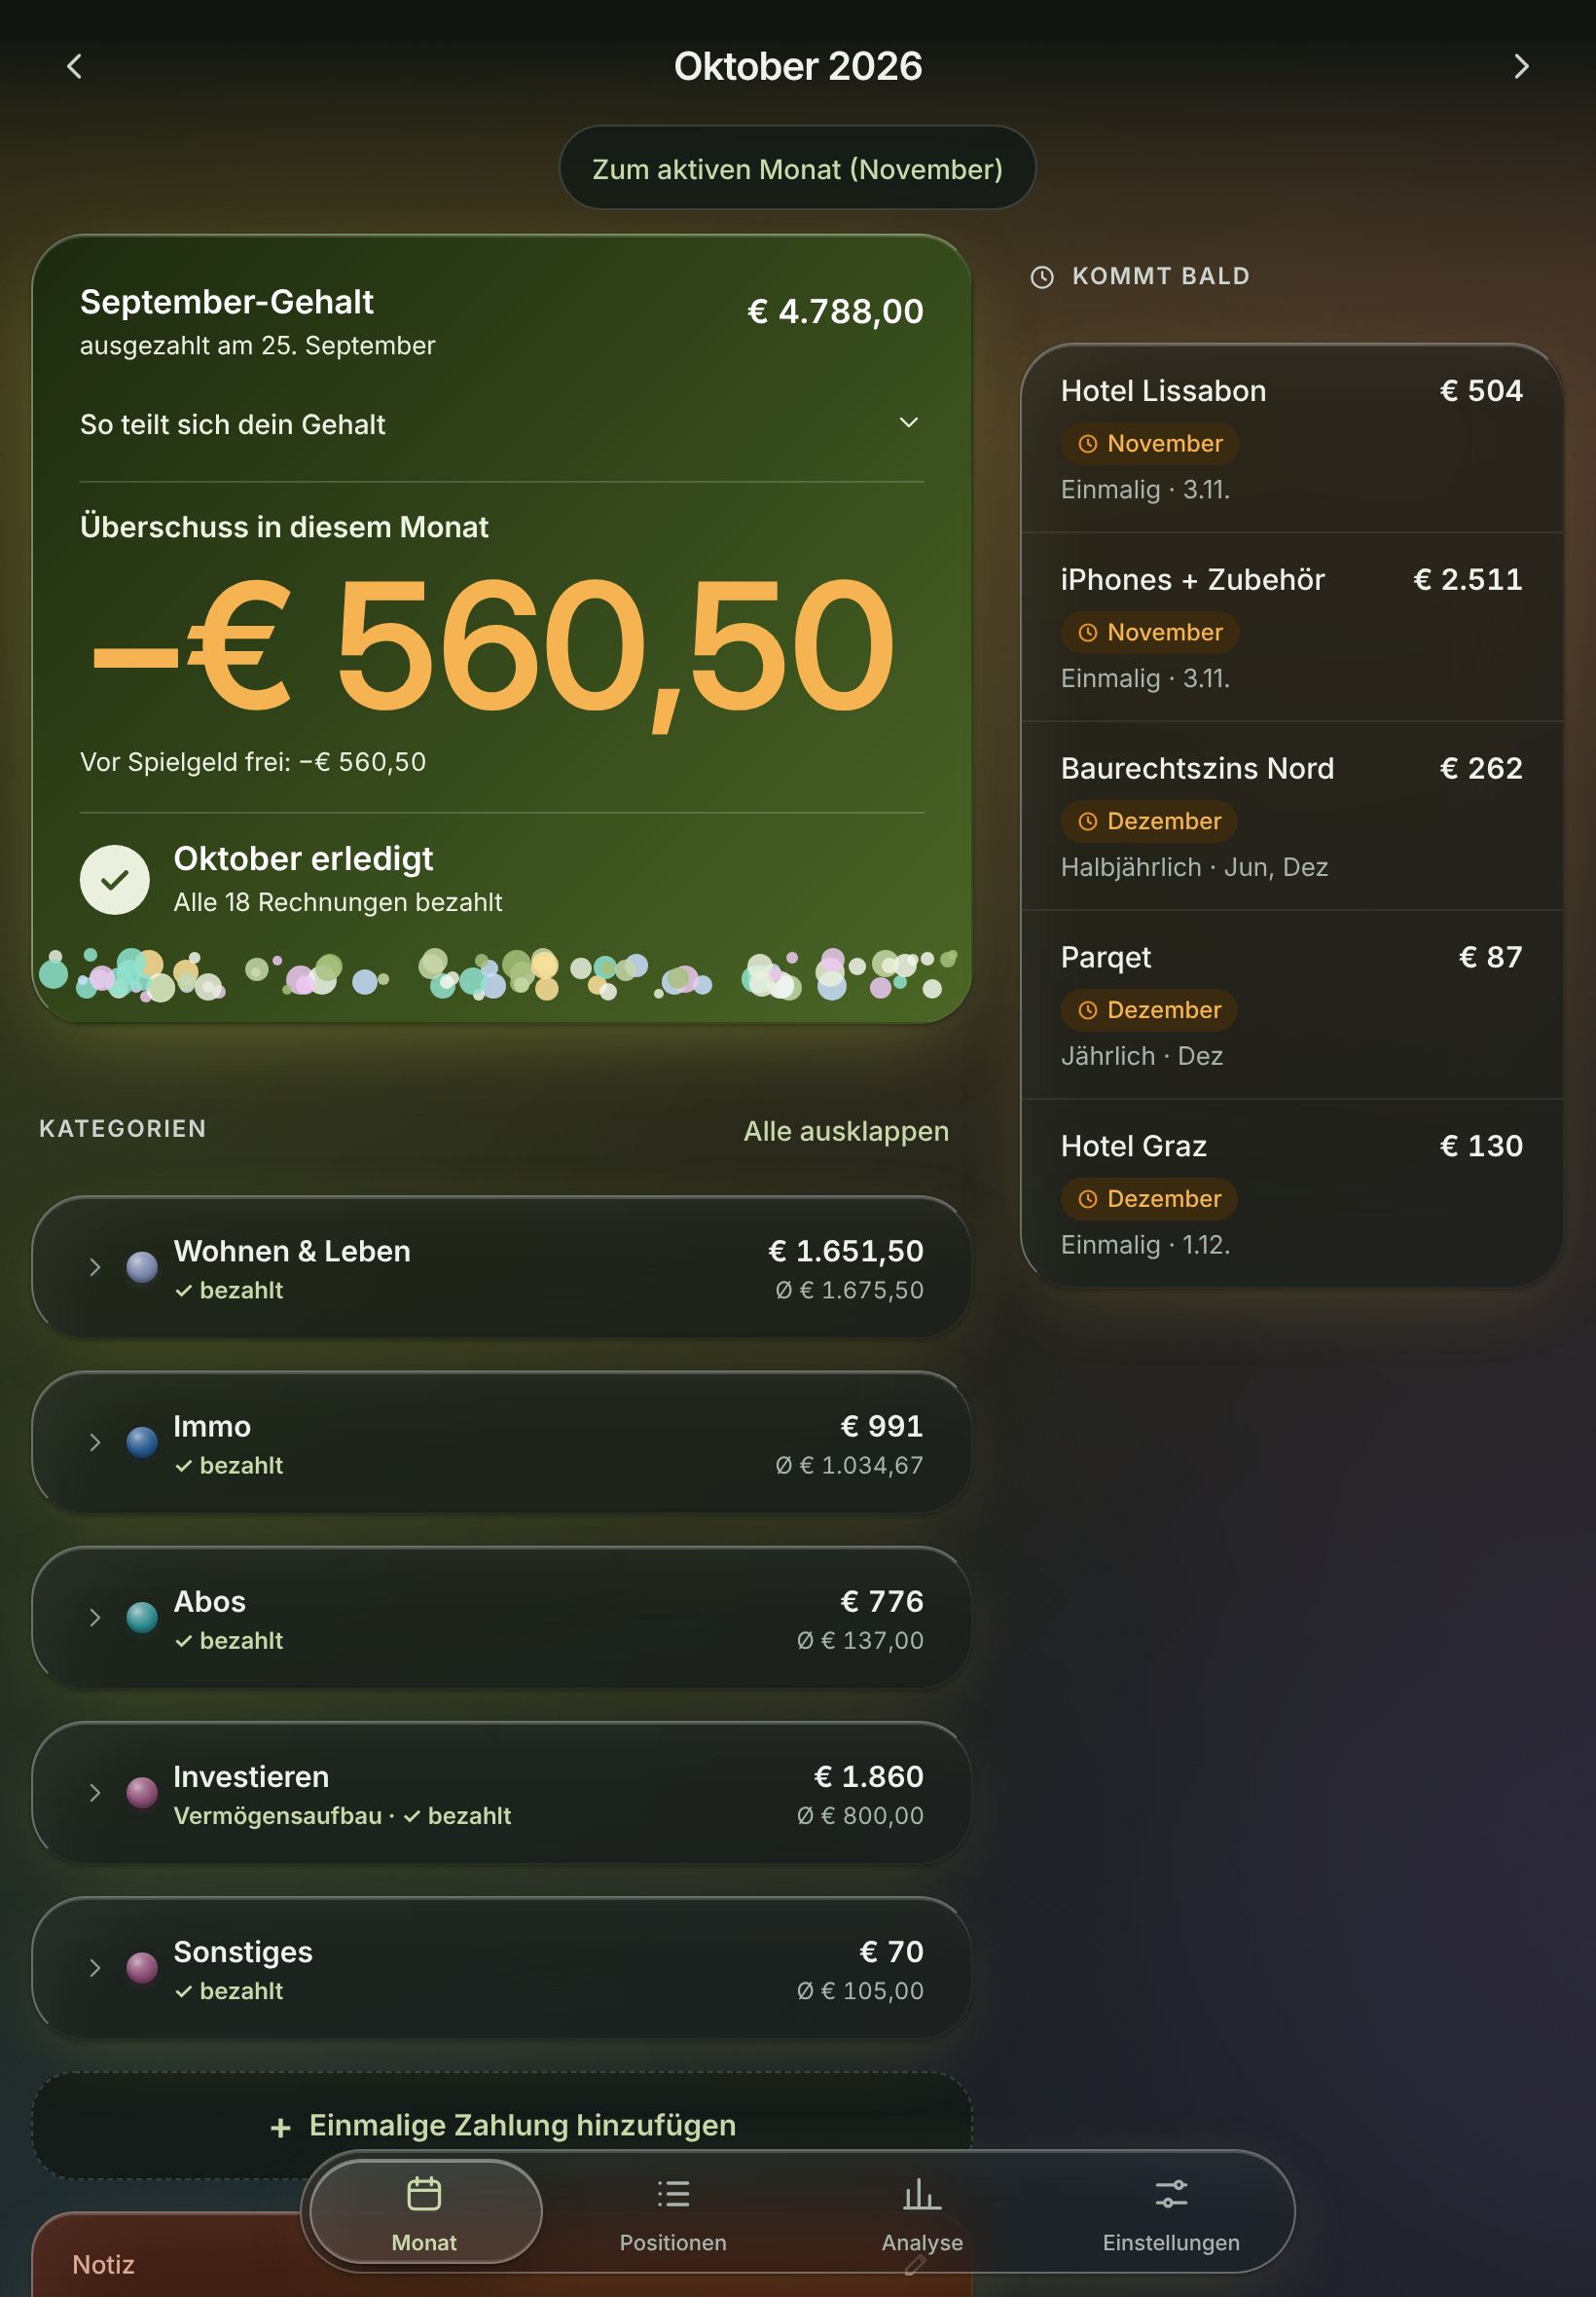 Oktober 2026
Zum aktiven Monat (November)
September-Gehalt
€ 4.788,00
ausgezahlt am 25. September
So teilt sich dein Gehalt
Überschuss in diesem Monat
−€ 560,50
Vor Spielgeld frei: −€ 560,50
Oktober erledigt
Alle 18 Rechnungen bezahlt
KATEGORIEN
Alle ausklappen
Wohnen & Leben
€ 1.651,50
✓ bezahlt
Ø € 1.675,50
Immo
€ 991
✓ bezahlt
Ø € 1.034,67
Abos
€ 776
✓ bezahlt
Ø € 137,00
Investieren
€ 1.860
Vermögensaufbau · ✓ bezahlt
Ø € 800,00
Sonstiges
€ 70
✓ bezahlt
Ø € 105,00
+ Einmalige Zahlung hinzufügen
Notiz
KOMMT BALD
Hotel Lissabon
€ 504
November
Einmalig · 3.11.
iPhones + Zubehör
€ 2.511
November
Einmalig · 3.11.
Baurechtszins Nord
€ 262
Dezember
Halbjährlich · Jun, Dez
Parqet
€ 87
Dezember
Jährlich · Dez
Hotel Graz
€ 130
Dezember
Einmalig · 1.12.
Monat
Positionen
Analyse
Einstellungen